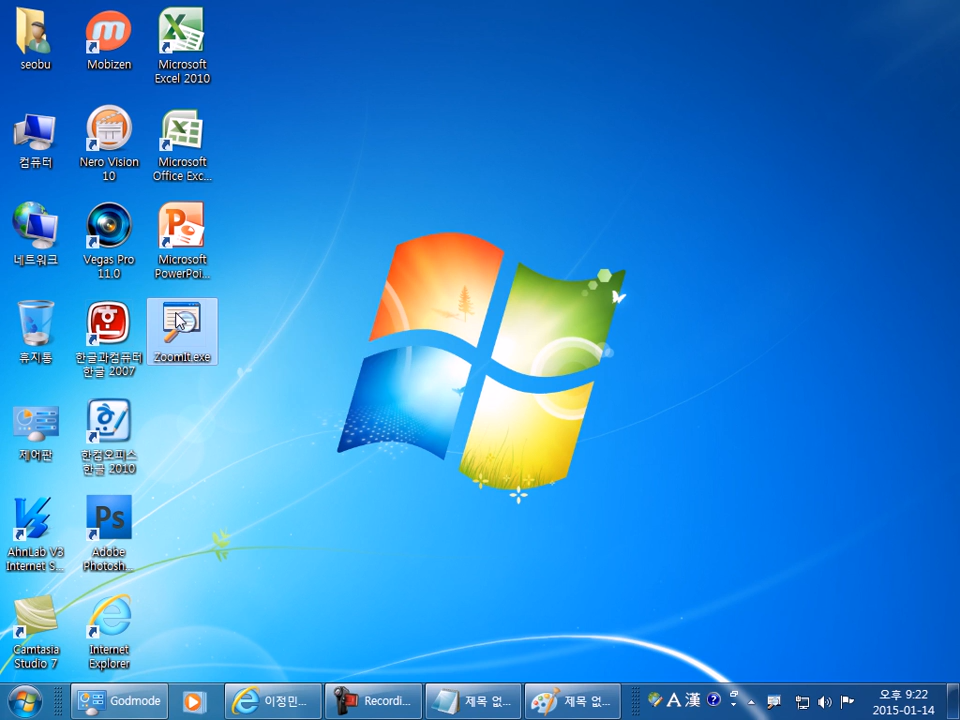 seobu
Mobizen
Microsoft
Excel 2010
컴퓨터
Nero Vision
10
Microsoft
Office Exc...
네트워크
Vegas Pro
11.0
Microsoft
PowerPoi...
휴지통
한글과컴퓨터
한글 2007
ZoomIt.exe
제어판
한컴오피스
한글 2010
Ps
AhnLab V3
Internet S...
Adobe
Photosh...
Camtasia
Studio 7
Internet
Explorer
Godmode
이정민...
Recordi...
제목 없...
제목 없...
A 漢
오후 9:22
2015-01-14